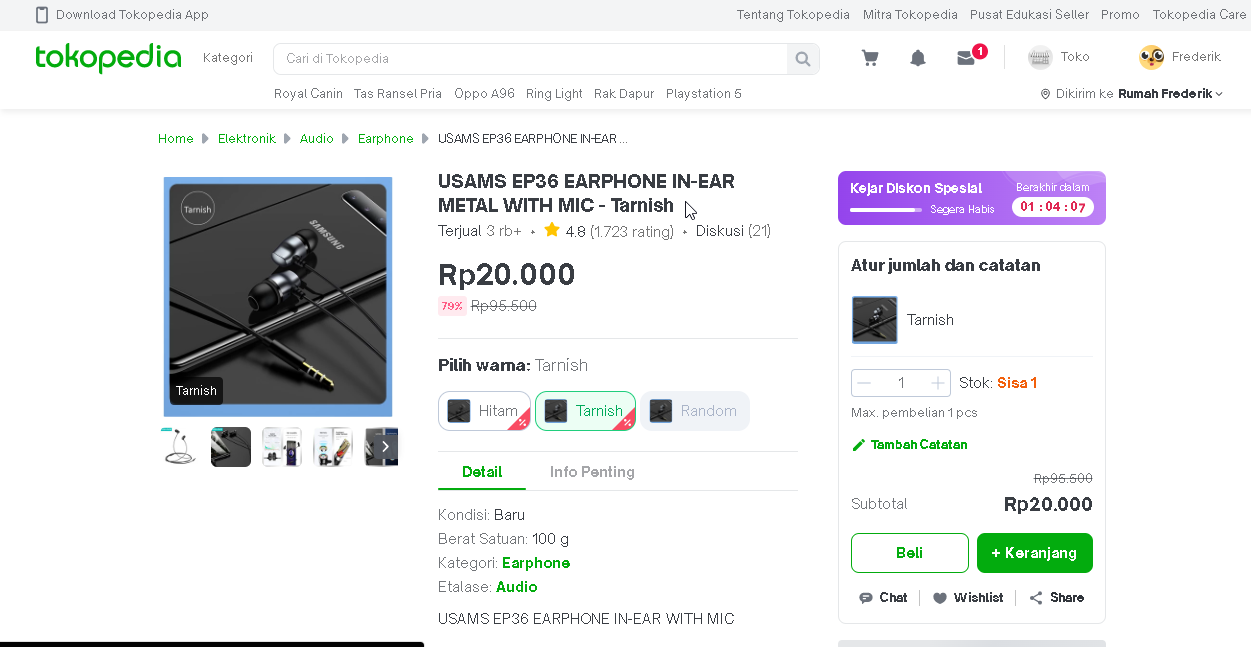 Download Tokopedia App
Tentang Tokopedia Mitra Tokopedia Pusat Edukasi Seller Promo Tokopedia Care
tokopedia Kategori Cari di Tokopedia 1 Toko Frederik
Royal Canin Tas Ransel Pria Oppo A96 Ring Light Rak Dapur Playstation 5
Dikirim ke Rumah Frederik
Home Elektronik Audio Earphone USAMS EP36 EARPHONE IN-EAR ...
Tarnish
SAMSUNG
Tarnish
USAMS EP36 EARPHONE IN-EAR
METAL WITH MIC - Tarnish
Terjual 3 rb+ • 4.8 (1.723 rating) • Diskusi (21)
Rp20.000
79% Rp95.500
Pilih warna: Tarnish
Hitam Tarnish Random
Detail Info Penting
Kondisi: Baru
Berat Satuan: 100 g
Kategori: Earphone
Etalase: Audio
USAMS EP36 EARPHONE IN-EAR WITH MIC
Kejar Diskon Spesial
Segera Habis
Berakhir dalam
01 : 04 : 07
Atur jumlah dan catatan
Tarnish
1 Stok: Sisa 1
Max. pembelian 1 pcs
Tambah Catatan
Rp95.500
Subtotal Rp20.000
Beli + Keranjang
Chat Wishlist Share